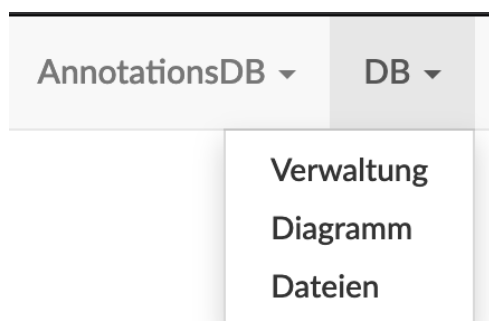 AnnotationsDB DB
Verwaltung
Diagramm
Dateien